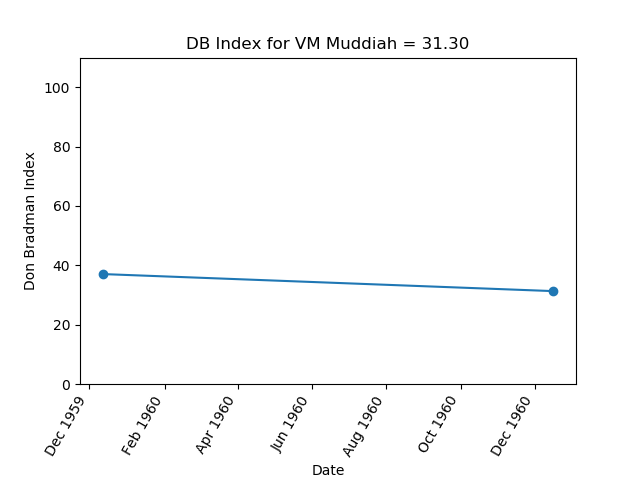 DB Index for VM Muddiah = 31.30
100
80
60
40
20
0
Don Bradman Index
Dec 1959
Feb 1960
Apr 1960
Jun 1960
Aug 1960
Oct 1960
Dec 1960
Date